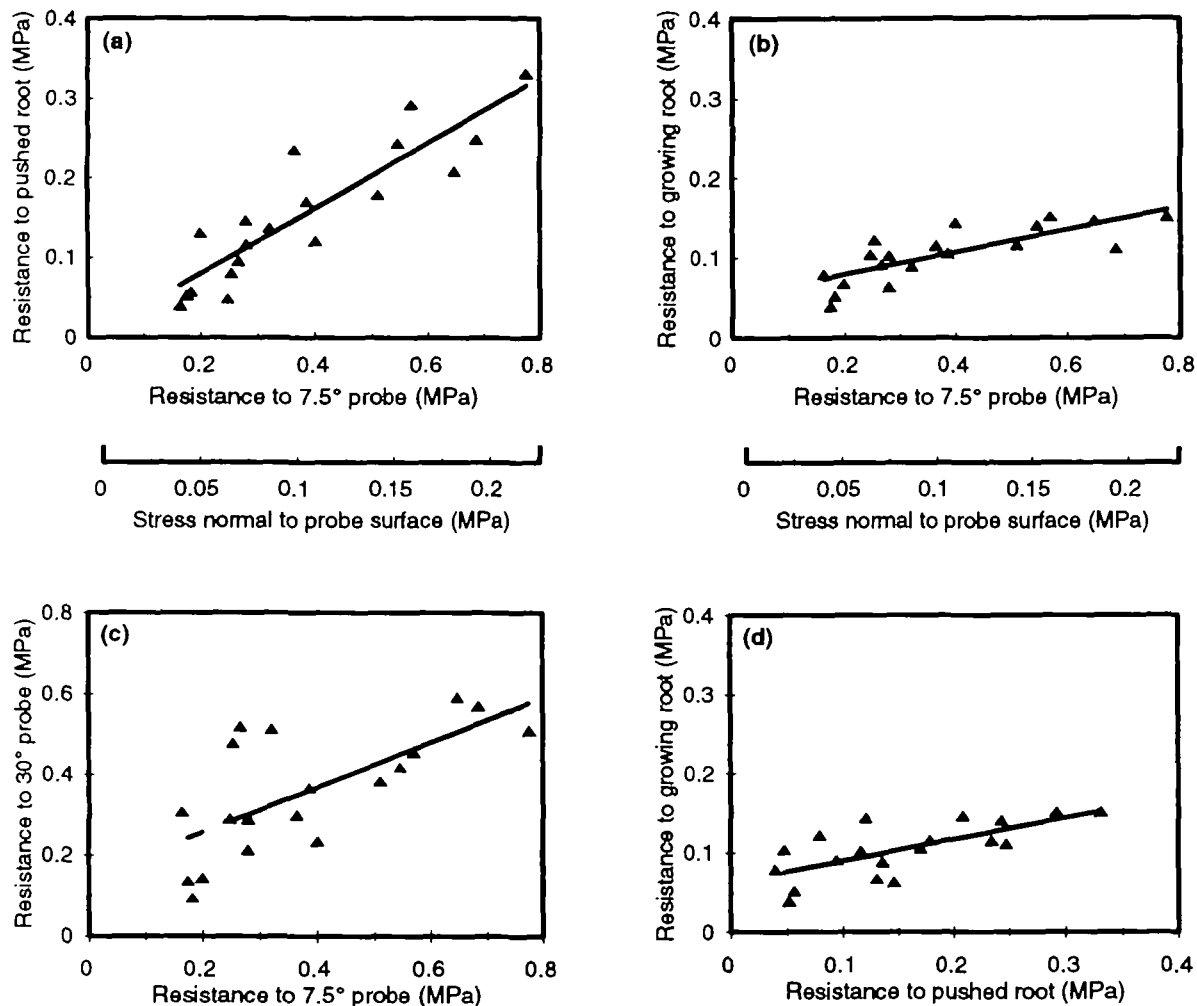 (a)
Resistance to pushed root (MPa)
0.4
0.3
0.2
0.1
0
0 0.2 0.4 0.6 0.8
Resistance to 7.5° probe (MPa)
0 0.05 0.1 0.15 0.2
Stress normal to probe surface (MPa)
(b)
Resistance to growing root (MPa)
0.4
0.3
0.2
0.1
0
0 0.2 0.4 0.6 0.8
Resistance to 7.5° probe (MPa)
0 0.05 0.1 0.15 0.2
Stress normal to probe surface (MPa)
(c)
Resistance to 30° probe (MPa)
0.8
0.6
0.4
0.2
0
0 0.2 0.4 0.6 0.8
Resistance to 7.5° probe (MPa)
(d)
Resistance to growing root (MPa)
0.4
0.3
0.2
0.1
0
0 0.1 0.2 0.3 0.4
Resistance to pushed root (MPa)